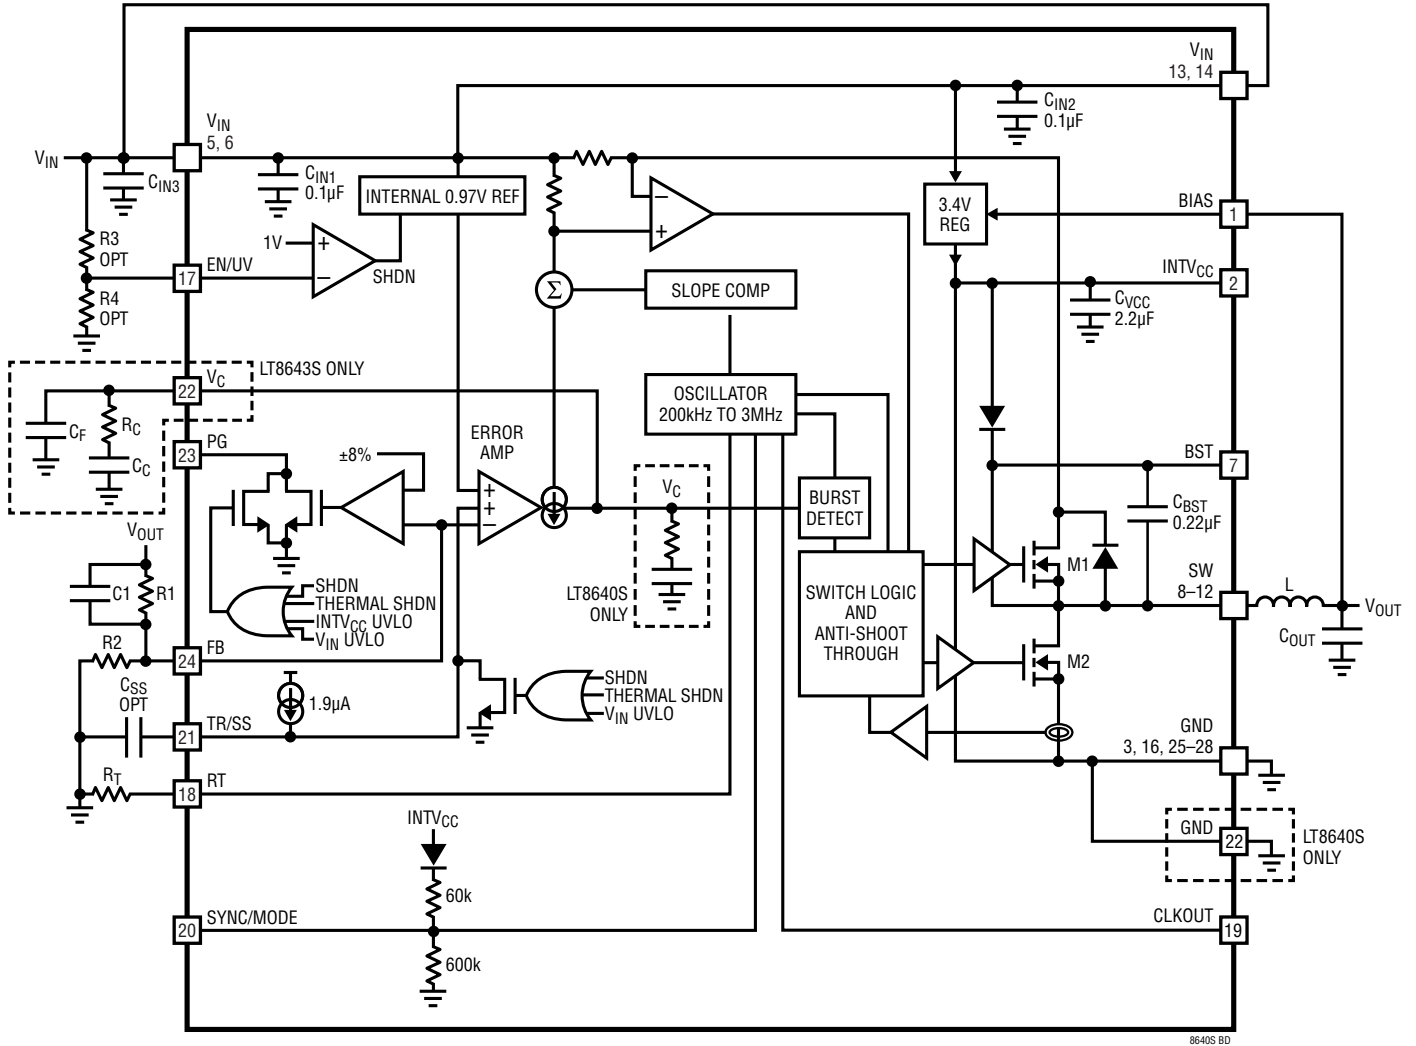 VIN
13, 14
VIN
5, 6
VIN
CIN3
CIN1
0.1µF
CIN2
0.1µF
INTERNAL 0.97V REF
3.4V
REG
BIAS
1
1V
+
−
SHDN
−
+
R3
OPT
EN/UV
17
R4
OPT
Σ
SLOPE COMP
INTVCC
2
CVCC
2.2µF
LT8643S ONLY
VC
22
OSCILLATOR
200kHz TO 3MHz
CF
RC
CC
PG
23
±8%
ERROR
AMP
+
+
−
VC
BURST
DETECT
BST
7
CBST
0.22µF
VOUT
C1
R1
SHDN
THERMAL SHDN
INTVCC UVLO
VIN UVLO
LT8640S
ONLY
SWITCH LOGIC
AND
ANTI-SHOOT
THROUGH
M1
SW
8–12
L
VOUT
COUT
R2
FB
24
M2
CSS
OPT
1.9µA
SHDN
THERMAL SHDN
VIN UVLO
TR/SS
21
GND
3, 16, 25–28
RT
RT
18
INTVCC
GND
22
LT8640S
ONLY
60k
SYNC/MODE
20
CLKOUT
19
600k
8640S BD